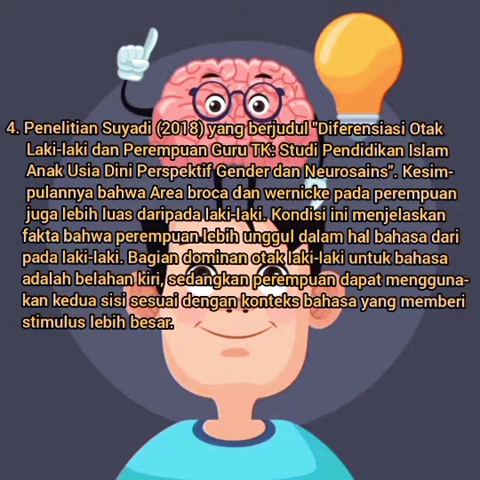 4. Penelitian Suyadi (2018) yang berjudul "Diferensiasi Otak
Laki-laki dan Perempuan Guru TK: Studi Pendidikan Islam
Anak Usia Dini Perspektif Gender dan Neurosains". Kesim-
pulannya bahwa Area broca dan wernicke pada perempuan
juga lebih luas daripada laki-laki. Kondisi ini menjelaskan
fakta bahwa perempuan lebih unggul dalam hal bahasa dari
pada laki-laki. Bagian dominan otak laki-laki untuk bahasa
adalah belahan kiri, sedangkan perempuan dapat mengguna-
kan kedua sisi sesuai dengan konteks bahasa yang memberi
stimulus lebih besar.